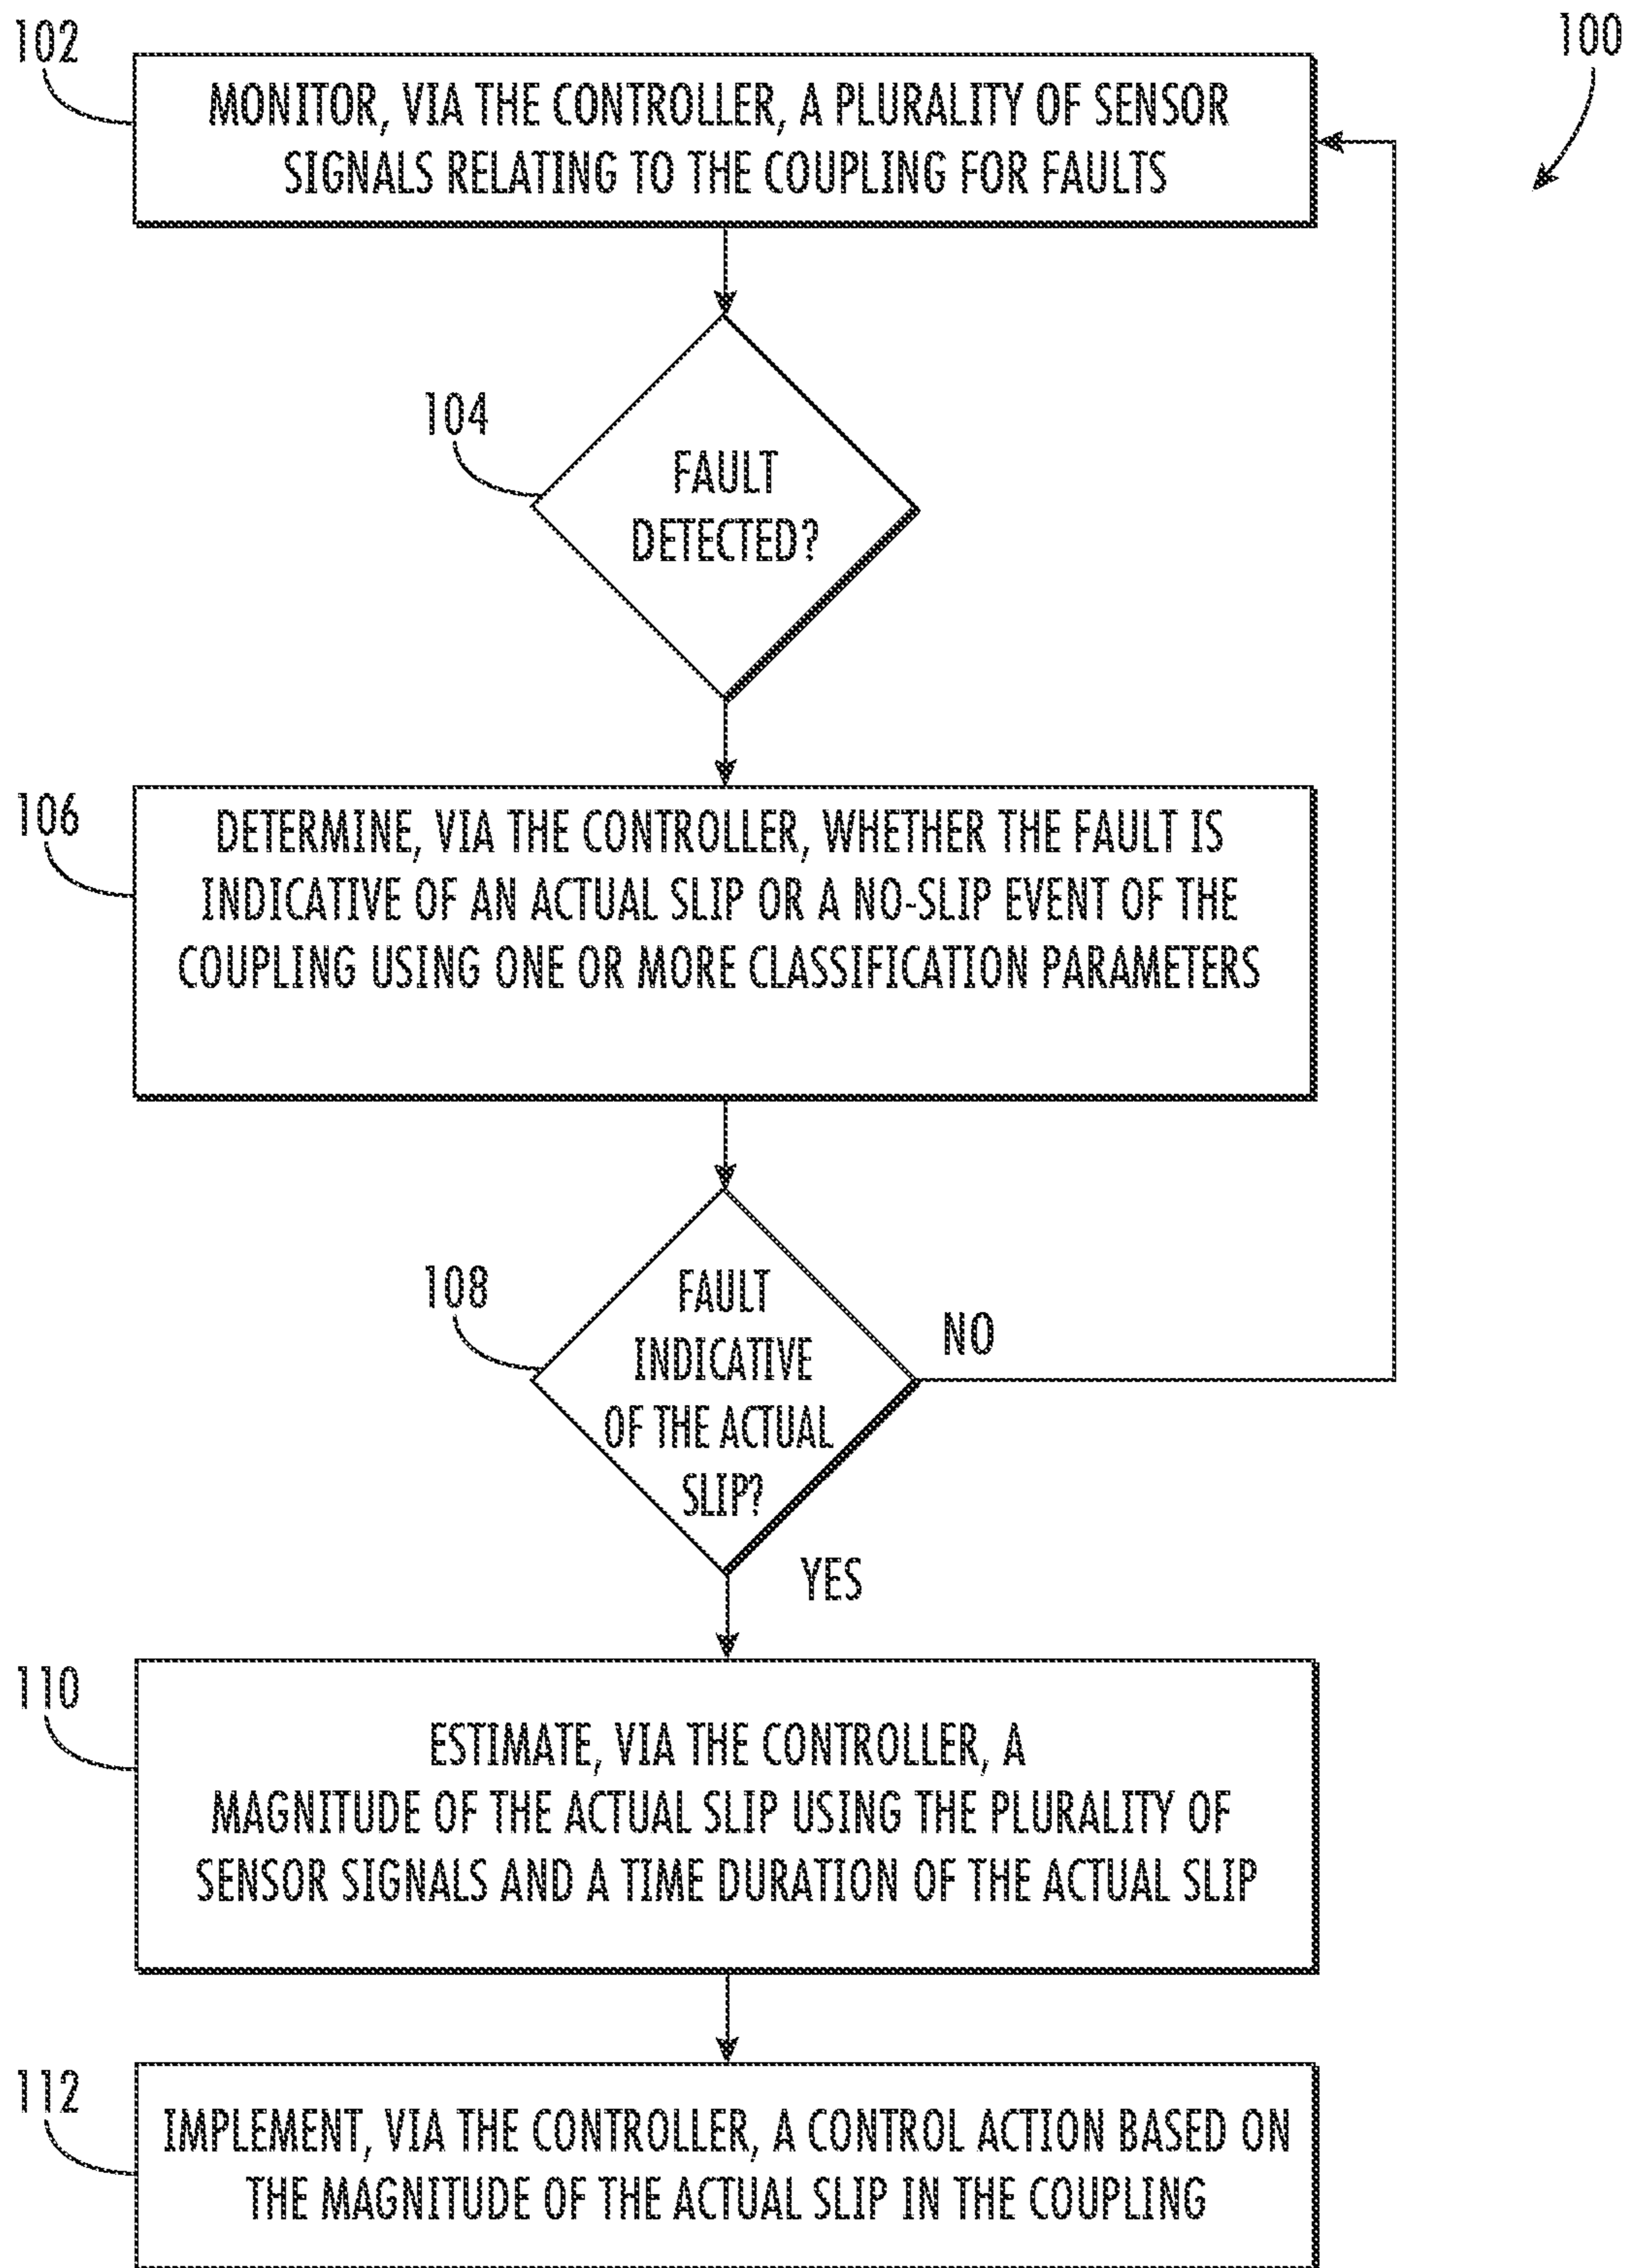 102
100
MONITOR, VIA THE CONTROLLER, A PLURALITY OF SENSOR
SIGNALS RELATING TO THE COUPLING FOR FAULTS
104
FAULT
DETECTED?
106
DETERMINE, VIA THE CONTROLLER, WHETHER THE FAULT IS
INDICATIVE OF AN ACTUAL SLIP OR A NO-SLIP EVENT OF THE
COUPLING USING ONE OR MORE CLASSIFICATION PARAMETERS
108
FAULT
INDICATIVE
OF THE ACTUAL
SLIP?
NO
YES
110
ESTIMATE, VIA THE CONTROLLER, A
MAGNITUDE OF THE ACTUAL SLIP USING THE PLURALITY OF
SENSOR SIGNALS AND A TIME DURATION OF THE ACTUAL SLIP
112
IMPLEMENT, VIA THE CONTROLLER, A CONTROL ACTION BASED ON
THE MAGNITUDE OF THE ACTUAL SLIP IN THE COUPLING